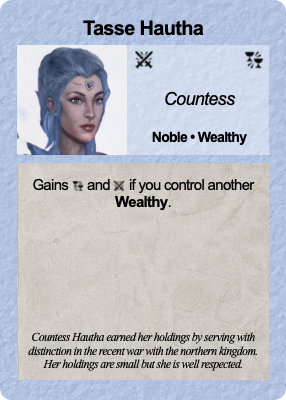 Tasse Hautha
Countess
Noble • Wealthy
Gains and if you control another
Wealthy.
Countess Hautha earned her holdings by serving with
distinction in the recent war with the northern kingdom.
Her holdings are small but she is well respected.